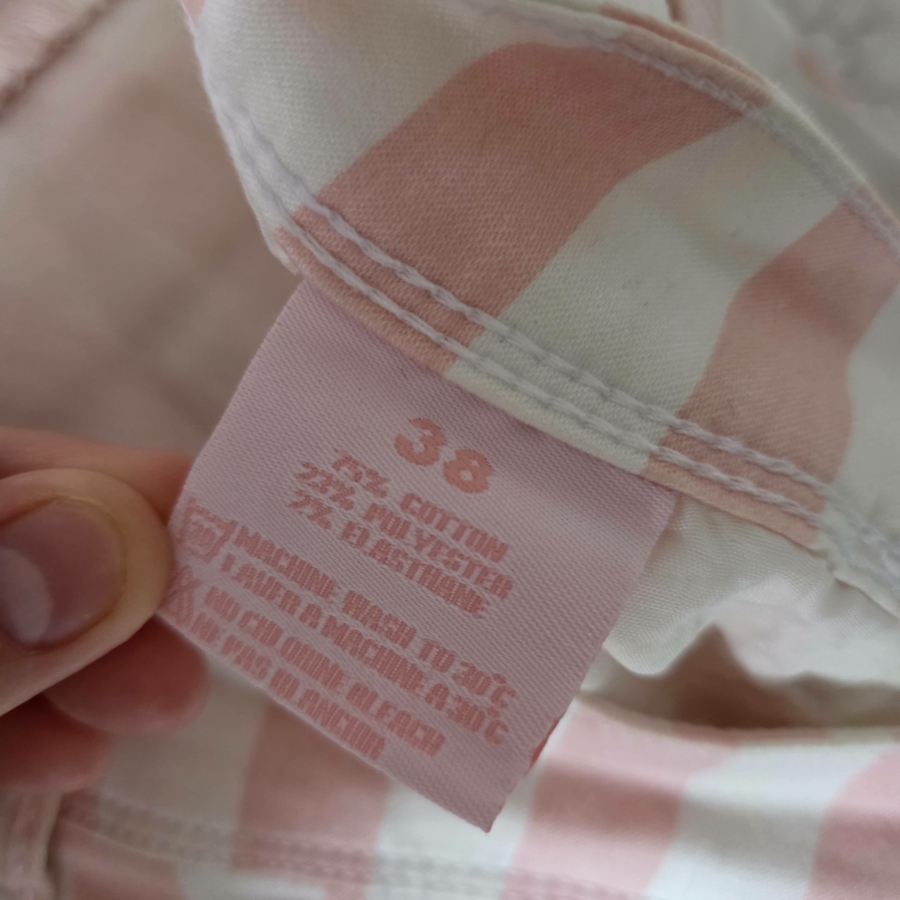 38
75% COTTON
23% POLYESTER
2% ELASTHANE
MACHINE WASH TO 30°C
LAVER A MACHINE A 30°C
NO CHLORINE BLEACH
NE PAS BLANCHIR